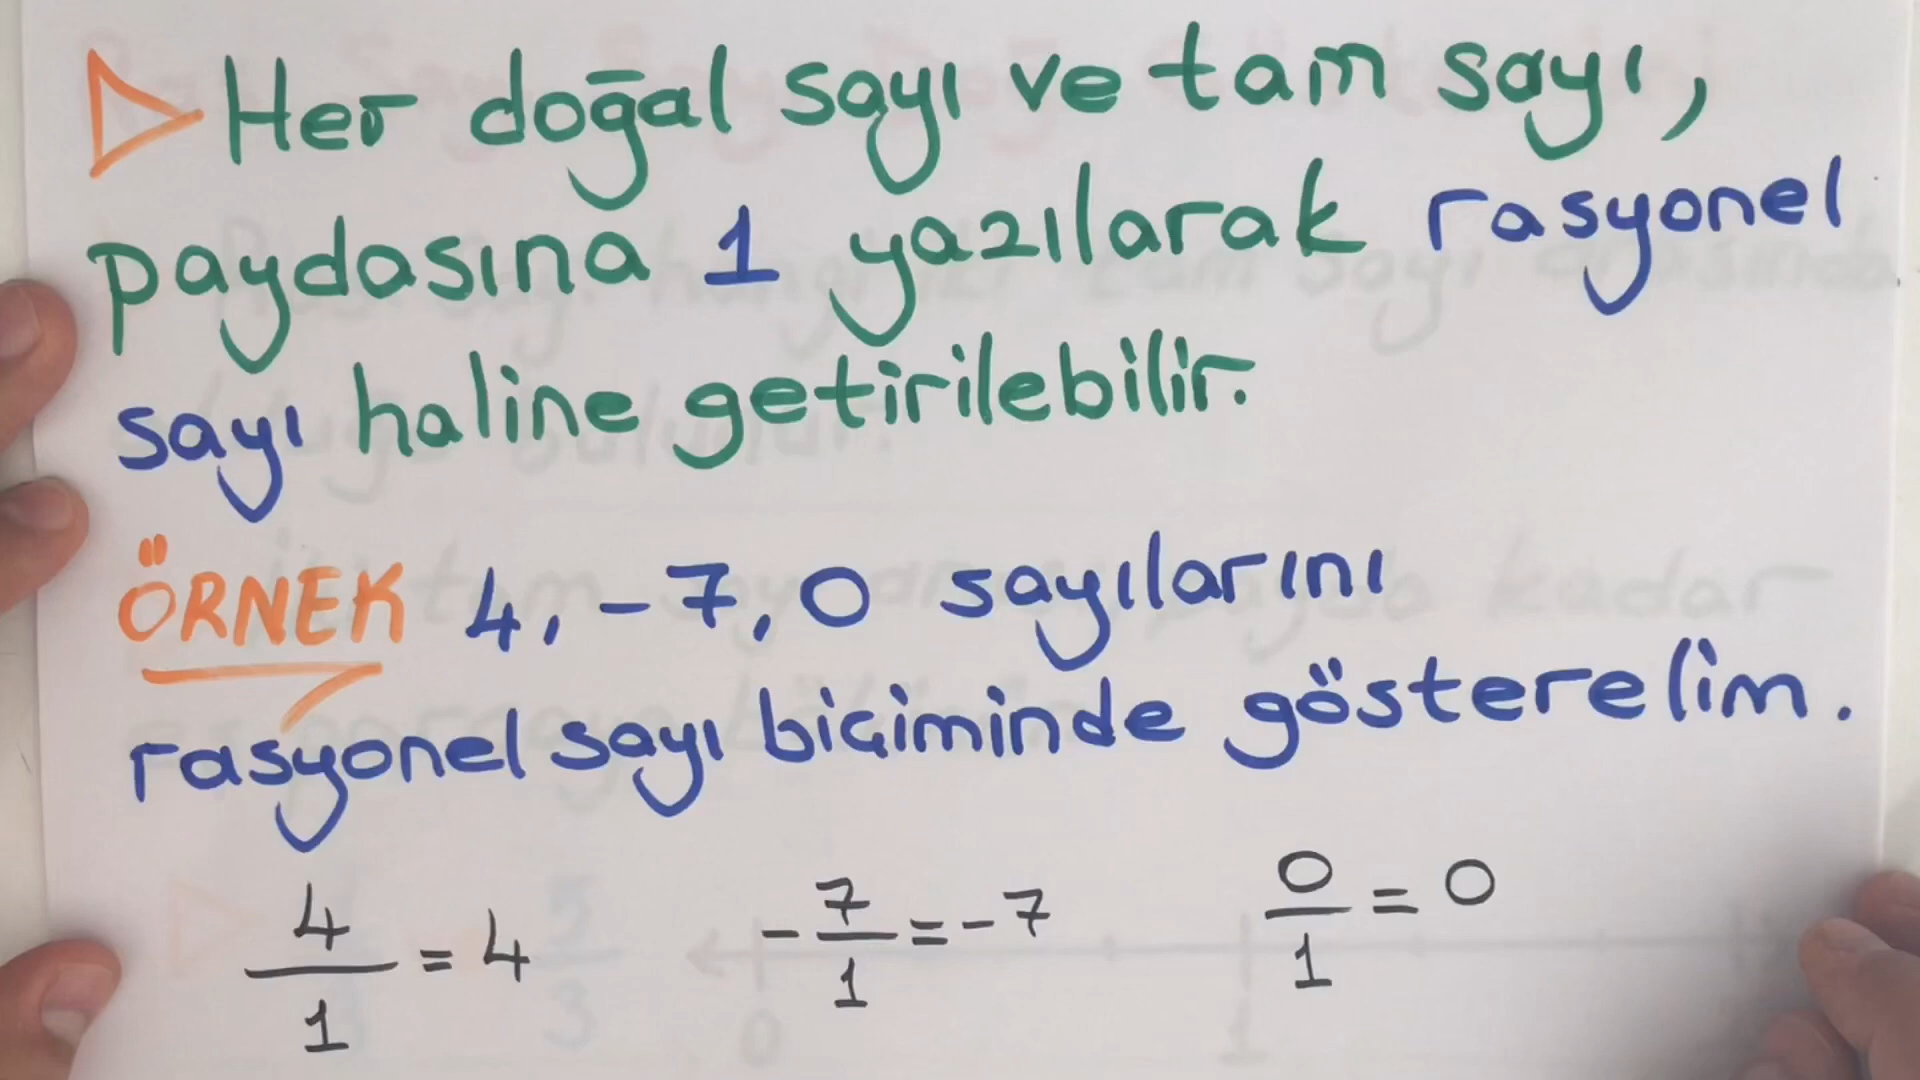 Her doğal sayı ve tam sayı,
paydasına 1 yazılarak rasyonel
sayı haline getirilebilir.
ÖRNEK 4, -7, 0 sayılarını
rasyonel sayı biçiminde gösterelim.
4/1 = 4 -7/1 = -7 0/1 = 0